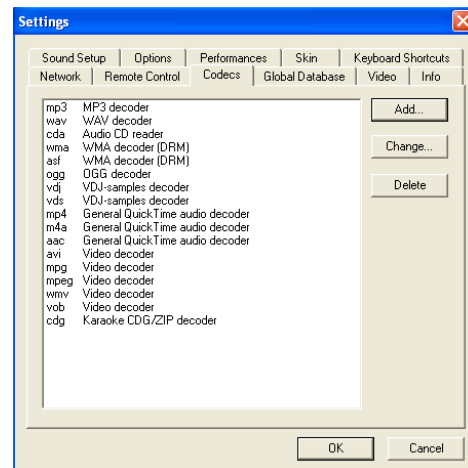 Settings
Sound Setup Options Performances Skin Keyboard Shortcuts
Network Remote Control Codecs Global Database Video Info
mp3 MP3 decoder
wav WAV decoder
cda Audio CD reader
wma WMA decoder (DRM)
asf WMA decoder (DRM)
ogg OGG decoder
vdj VDJ-samples decoder
vds VDJ-samples decoder
mp4 General QuickTime audio decoder
m4a General QuickTime audio decoder
aac General QuickTime audio decoder
avi Video decoder
mpg Video decoder
mpeg Video decoder
wmv Video decoder
vob Video decoder
cdg Karaoke CDG/ZIP decoder
Add...
Change...
Delete
OK Cancel